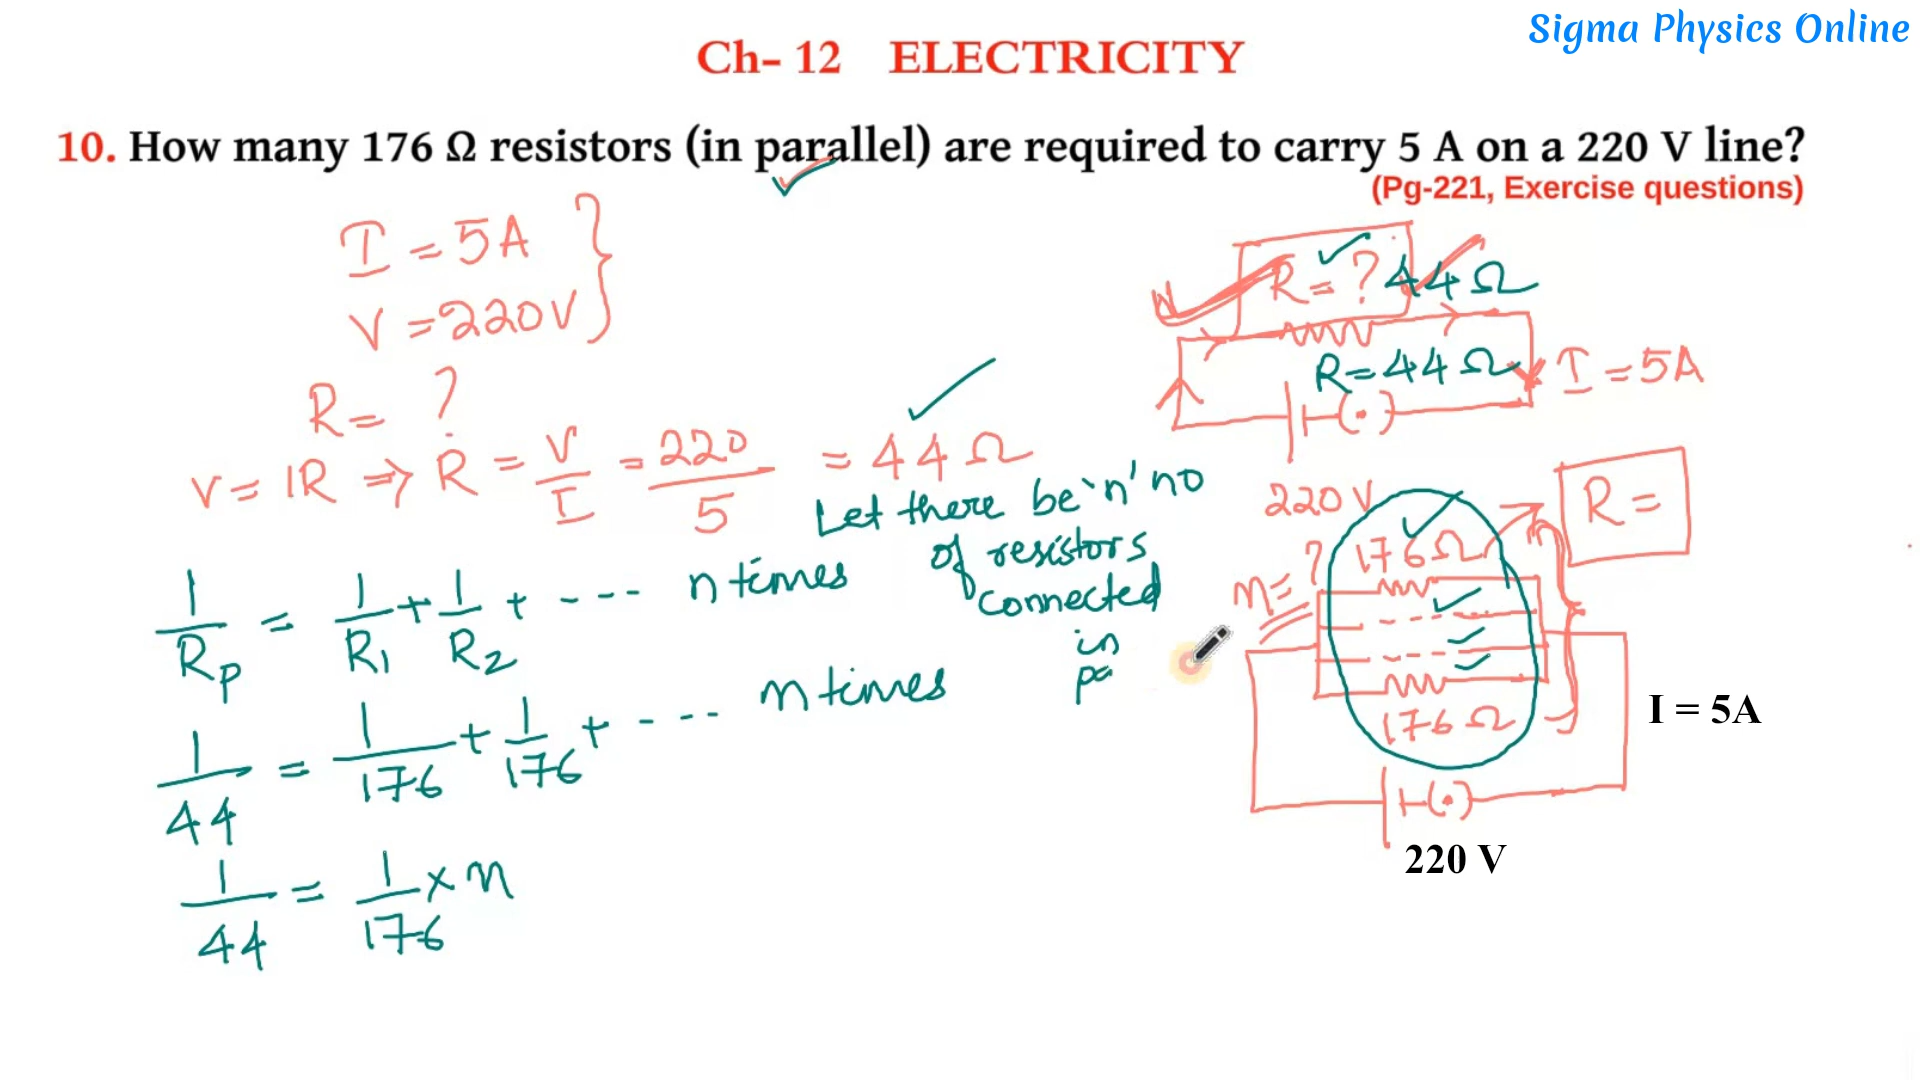 Sigma Physics Online
Ch- 12 ELECTRICITY
10. How many 176 Ω resistors (in parallel) are required to carry 5 A on a 220 V line?
(Pg-221, Exercise questions)
I = 5A
V = 220V
R = ?
V = IR ⇒ R = V/I = 220/5 = 44 Ω
Let there be 'n' no
of resistors
connected
in
pa
1/Rp = 1/R1 + 1/R2 + ---- n times
1/44 = 1/176 + 1/176 + ---- n times
1/44 = 1/176 × n
R = ? 44 Ω
R = 44 Ω
I = 5A
220 V
R =
176 Ω
n = ?
176 Ω
I = 5A
220 V